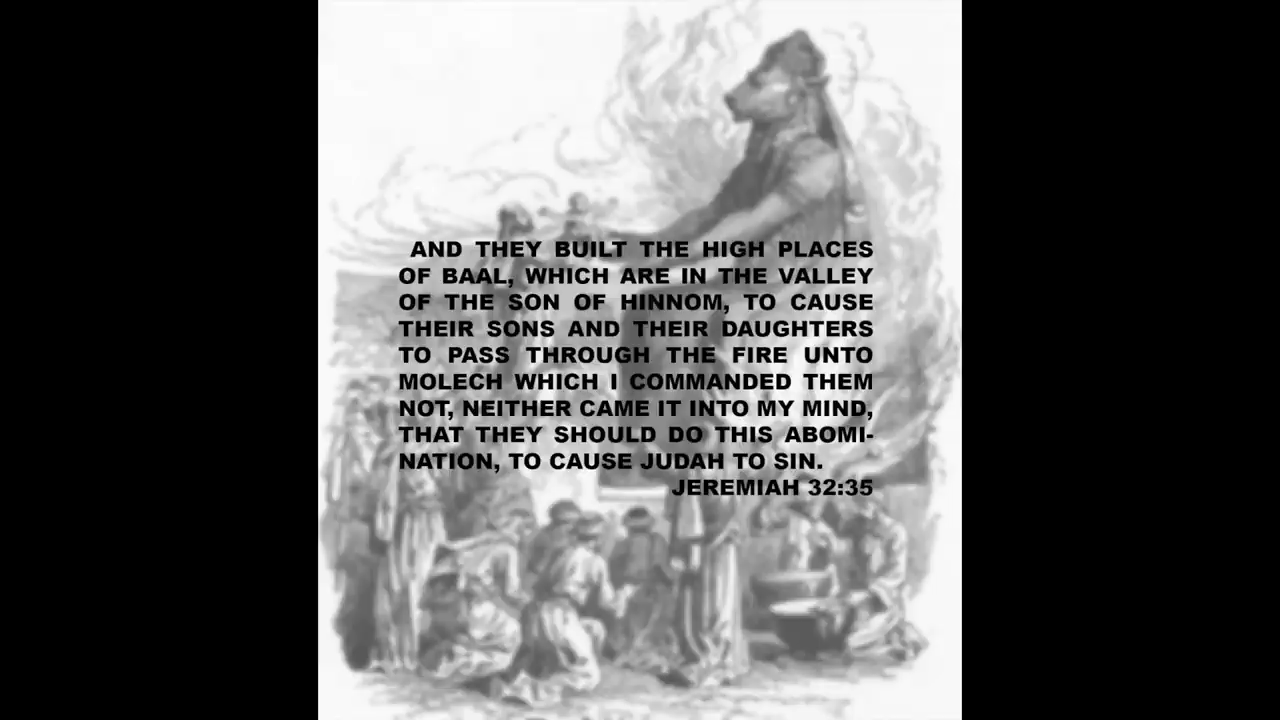 AND THEY BUILT THE HIGH PLACES
OF BAAL, WHICH ARE IN THE VALLEY
OF THE SON OF HINNOM, TO CAUSE
THEIR SONS AND THEIR DAUGHTERS
TO PASS THROUGH THE FIRE UNTO
MOLECH WHICH I COMMANDED THEM
NOT, NEITHER CAME IT INTO MY MIND,
THAT THEY SHOULD DO THIS ABOMI-
NATION, TO CAUSE JUDAH TO SIN.
JEREMIAH 32:35